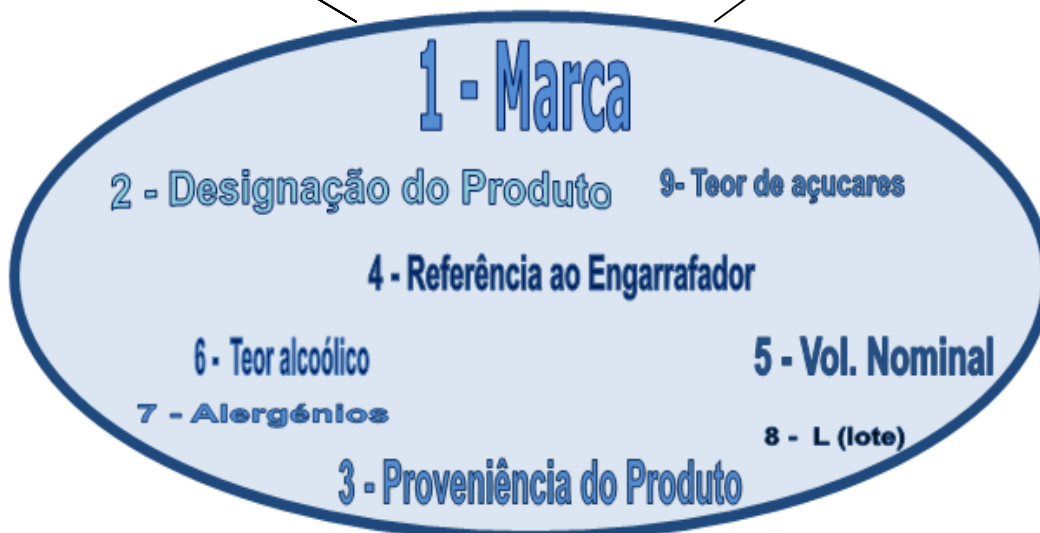 1 - Marca
2 - Designação do Produto
9- Teor de açucares
4 - Referência ao Engarrafador
6 - Teor alcoólico
5 - Vol. Nominal
7 - Alergénios
8 - L (lote)
3 - Proveniência do Produto